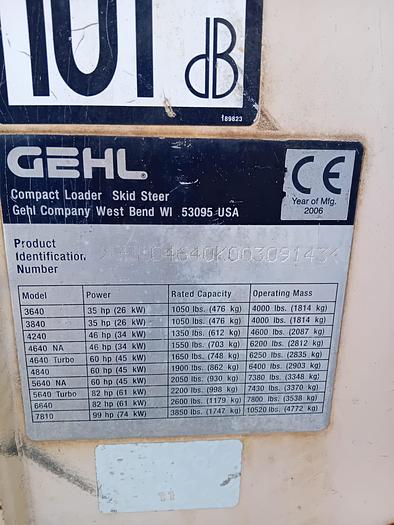 101 dB
189823
GEHL®
CE
Compact Loader Skid Steer
Gehl Company West Bend WI 53095 USA
Year of Mfg.
2006
Product
Identification
Number
Model Power Rated Capacity Operating Mass
3640 35 hp (26 kW) 1050 lbs. (476 kg) 4000 lbs. (1814 kg)
3840 35 hp (26 kW) 1050 lbs. (476 kg) 4000 lbs. (1814 kg)
4240 46 hp (34 kW) 1350 lbs. (612 kg) 4600 lbs. (2087 kg)
4640 NA 46 hp (34 kW) 1550 lbs. (703 kg) 6200 lbs. (2812 kg)
4640 Turbo 60 hp (45 kW) 1650 lbs. (748 kg) 6250 lbs. (2835 kg)
4840 60 hp (45 kW) 1900 lbs. (862 kg) 6400 lbs. (2903 kg)
5640 NA 60 hp (45 kW) 2050 lbs. (930 kg) 7380 lbs. (3348 kg)
5640 Turbo 82 hp (61 kW) 2200 lbs. (998 kg) 7430 lbs. (3370 kg)
6640 82 hp (61 kW) 2600 lbs. (1179 kg) 7800 lbs. (3538 kg)
7810 99 hp (74 kW) 3850 lbs. (1747 kg) 10520 lbs. (4772 kg)